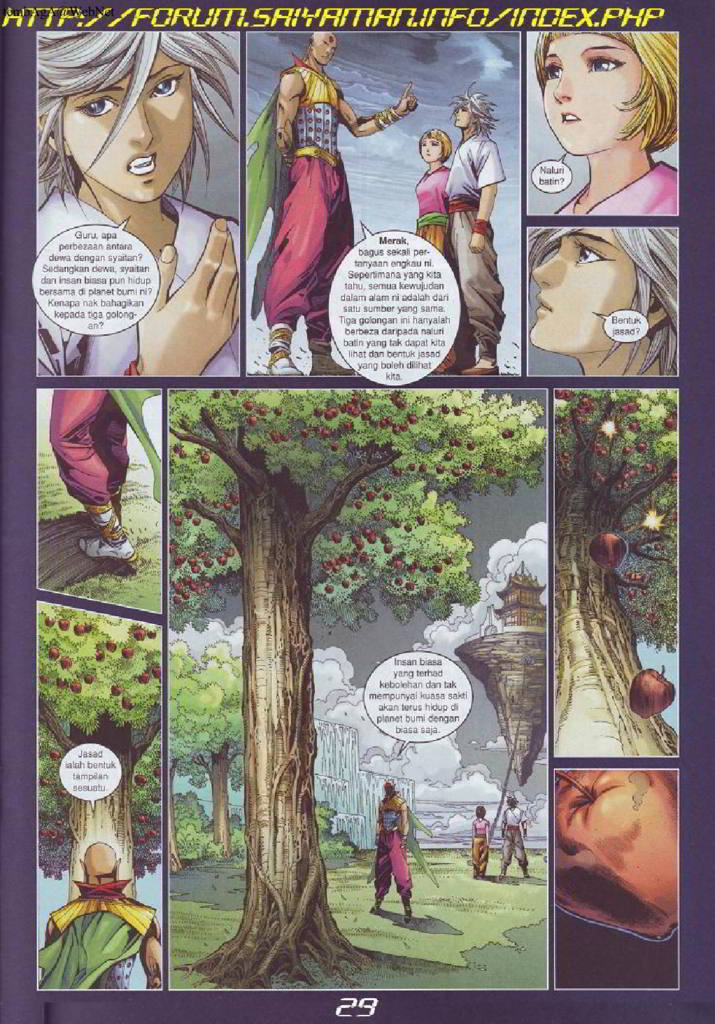 HTTP://FORUM.SAIYAMAN.INFO/INDEX.PHP
Guru, apa
perbezaan antara
dewa dengan syaitan?
Sedangkan dewa, syaitan
dan insan biasa pun hidup
bersama di planet bumi ni!
Kenapa nak bahagikan
kepada tiga golong-
an?
Merak,
bagus sekali per-
tanyaan engkau ni.
Sepertimana yang kita
tahu, semua kewujudan
dalam alam ni adalah dari
satu sumber yang sama.
Tiga golongan ini hanyalah
berbeza daripada naluri
batin yang tak dapat kita
lihat dan bentuk jasad
yang boleh dilihat
kita.
Naluri
batin?
Bentuk
jasad?
Insan biasa
yang terhad
kebolehan dan tak
mempunyai kuasa sakti
akan terus hidup di
planet bumi dengan
biasa saja.
Jasad
ialah bentuk
tampilan
sesuatu.
29